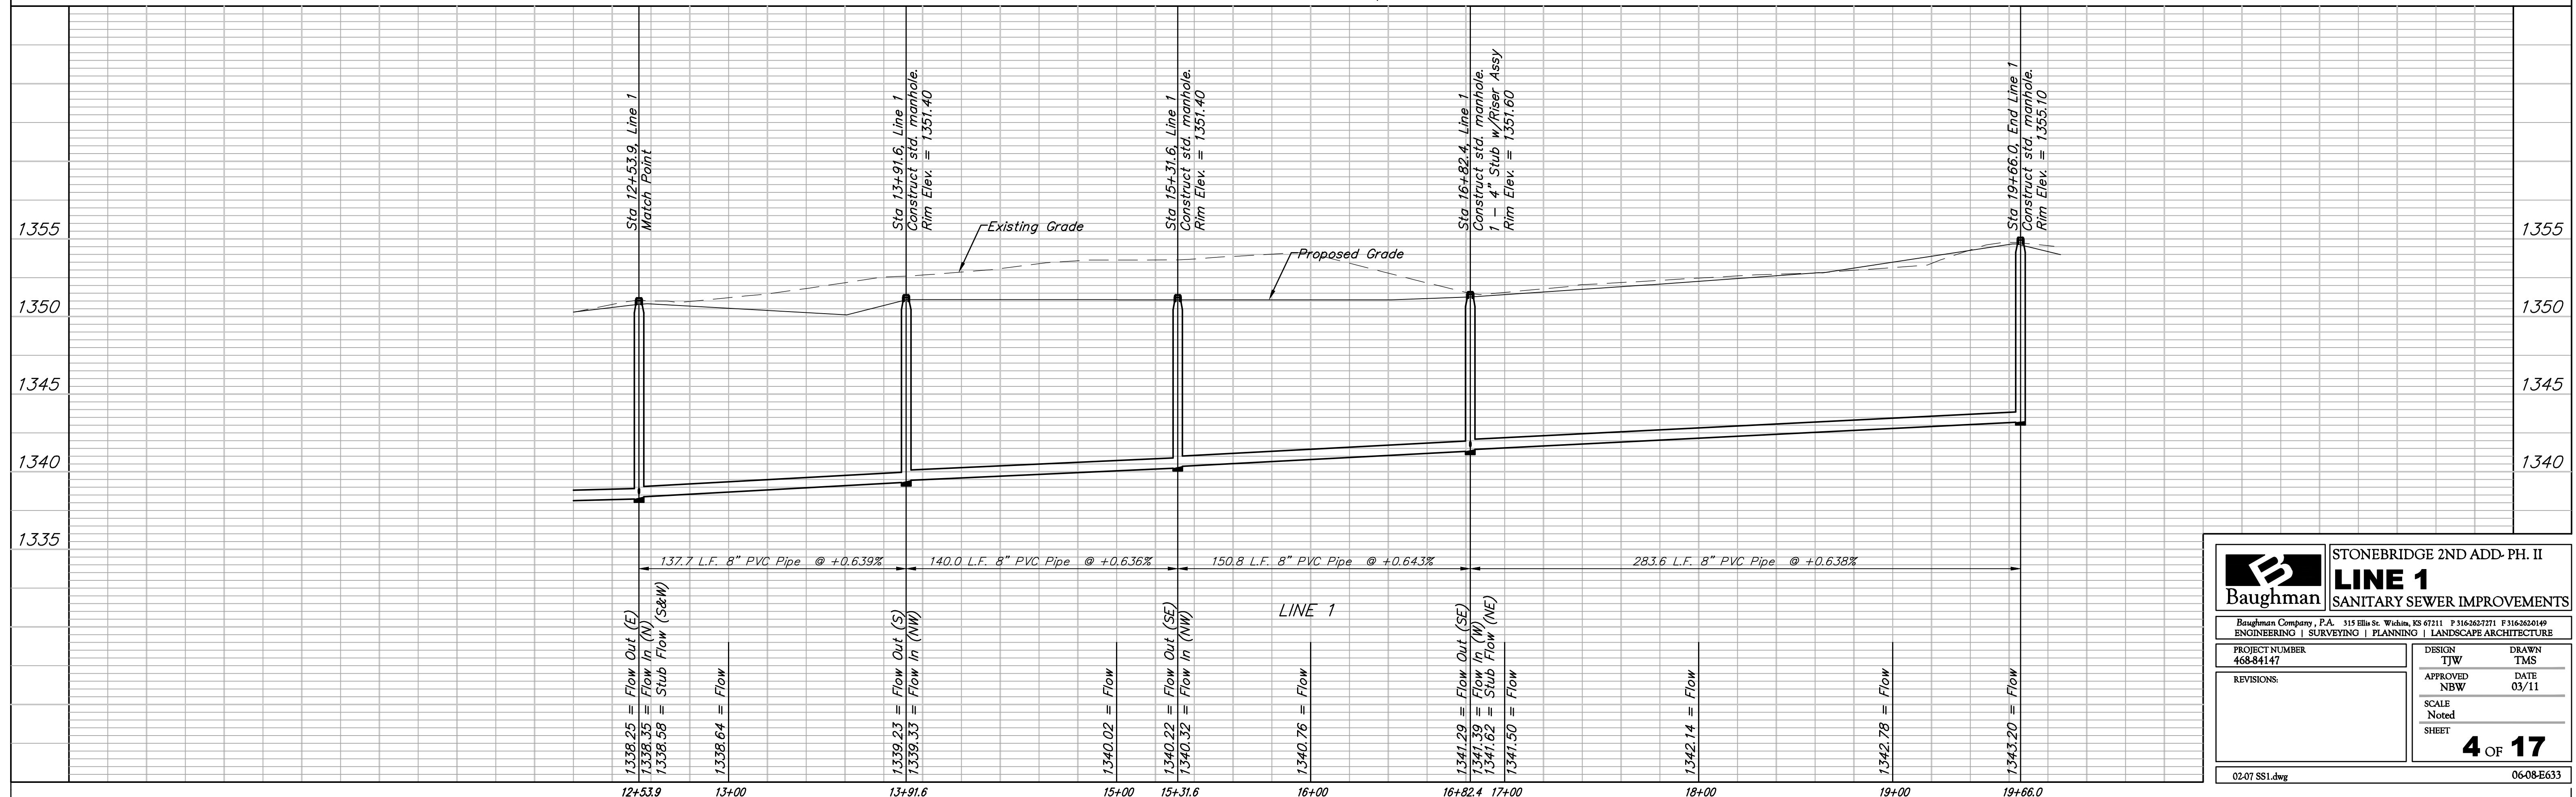 Sta 12+53.9, Line 1
Match Point
Sta 13+91.6, Line 1
Construct std. manhole.
Rim Elev. = 1351.40
Sta 15+31.6, Line 1
Construct std. manhole.
Rim Elev. = 1351.40
Sta 16+82.4, Line 1
Construct std. manhole.
1 - 4" Stub w/Riser Assy
Rim Elev. = 1351.60
Sta 19+66.0, End Line 1
Construct std. manhole.
Rim Elev. = 1355.10
1355
1350
1345
1340
1335
Existing Grade
Proposed Grade
1355
1350
1345
1340
137.7 L.F. 8" PVC Pipe @ +0.639%
140.0 L.F. 8" PVC Pipe @ +0.636%
150.8 L.F. 8" PVC Pipe @ +0.643%
283.6 L.F. 8" PVC Pipe @ +0.638%
LINE 1
1338.25 = Flow Out (E)
1338.35 = Flow In (N)
1338.58 = Stub Flow (S&W)
1338.64 = Flow
1339.23 = Flow Out (S)
1339.33 = Flow In (NW)
1340.02 = Flow
1340.22 = Flow Out (SE)
1340.32 = Flow In (NW)
1340.76 = Flow
1341.29 = Flow Out (SE)
1341.39 = Flow In (W)
1341.62 = Stub Flow (NE)
1341.50 = Flow
1342.14 = Flow
1342.78 = Flow
1343.20 = Flow
12+53.9
13+00
13+91.6
15+00
15+31.6
16+00
16+82.4
17+00
18+00
19+00
19+66.0
B
Baughman
STONEBRIDGE 2ND ADD- PH. II
LINE 1
SANITARY SEWER IMPROVEMENTS
Baughman Company, P.A. 315 Ellis St. Wichita, KS 67211 P 316-262-7271 F 316-262-0149
ENGINEERING | SURVEYING | PLANNING | LANDSCAPE ARCHITECTURE
PROJECT NUMBER
468-84147
REVISIONS:
DESIGN
TJW
DRAWN
TMS
APPROVED
NBW
DATE
03/11
SCALE
Noted
SHEET
4 OF 17
02-07 SS1.dwg
06-08-E633